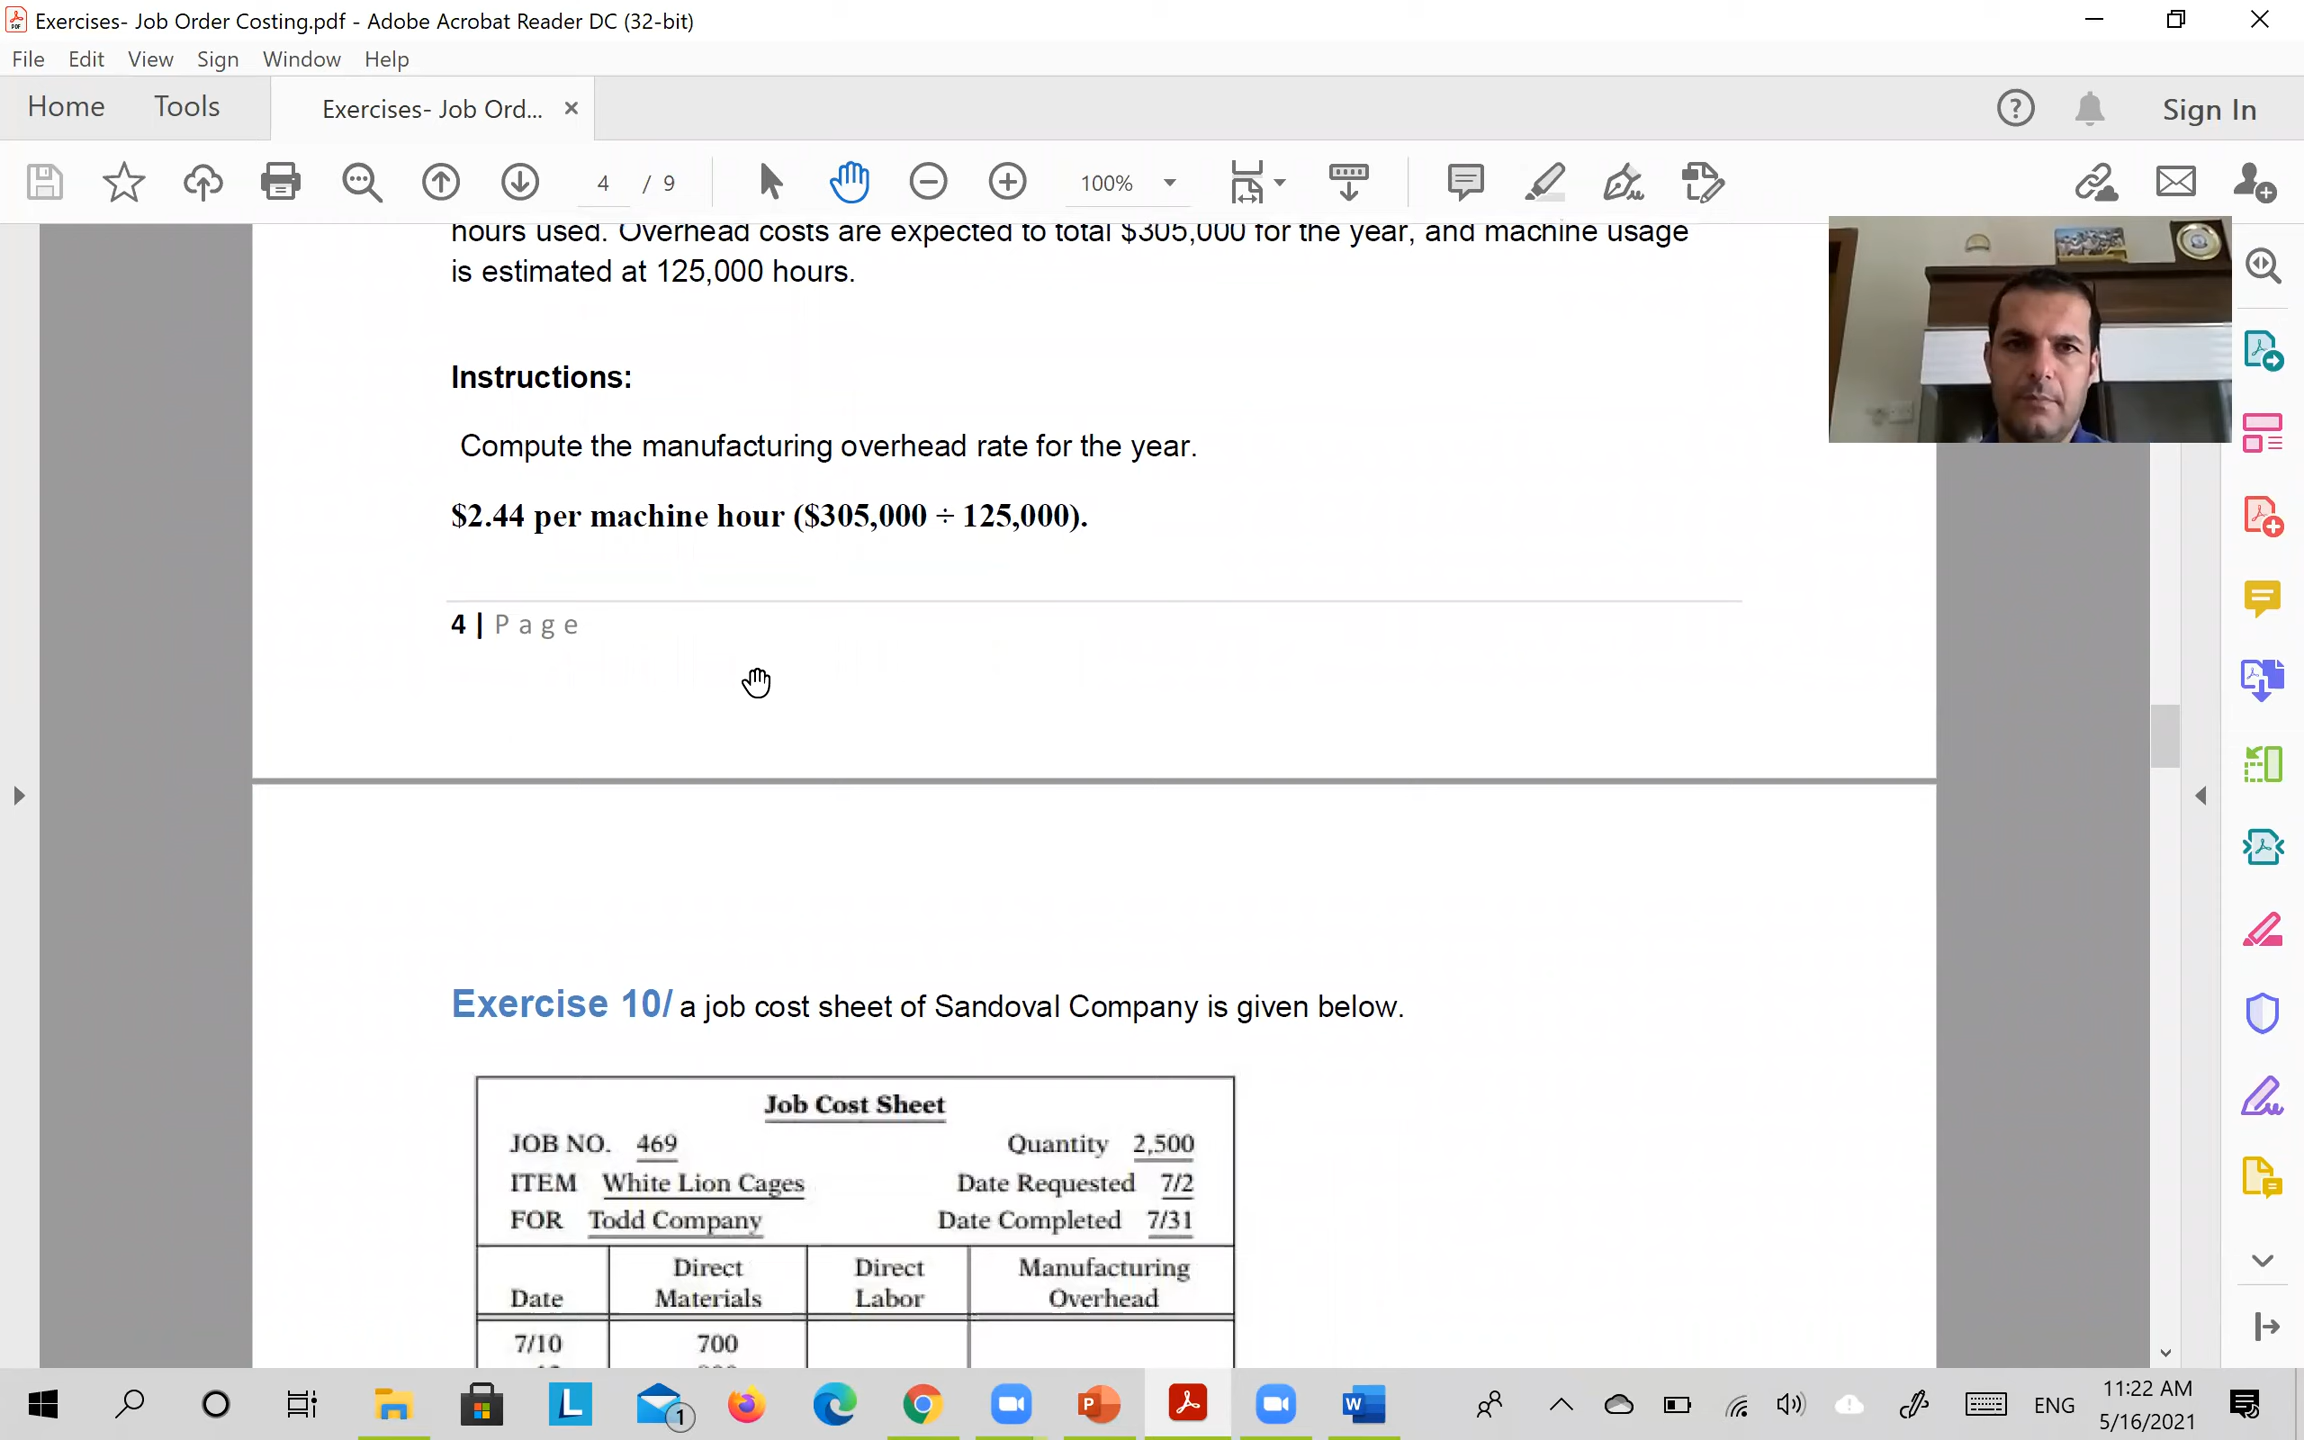 Exercises- Job Order Costing.pdf - Adobe Acrobat Reader DC (32-bit)
File Edit View Sign Window Help
Home Tools Exercises- Job Ord... Sign In
4 / 9 100%
hours used. Overhead costs are expected to total $305,000 for the year, and machine usage
is estimated at 125,000 hours.
Instructions:
Compute the manufacturing overhead rate for the year.
$2.44 per machine hour ($305,000 ÷ 125,000).
4 | Page
Exercise 10/ a job cost sheet of Sandoval Company is given below.
Job Cost Sheet
JOB NO. 469 Quantity 2,500
ITEM White Lion Cages Date Requested 7/2
FOR Todd Company Date Completed 7/31
Date Direct Materials Direct Labor Manufacturing Overhead
7/10 700
1 ENG 11:22 AM
5/16/2021